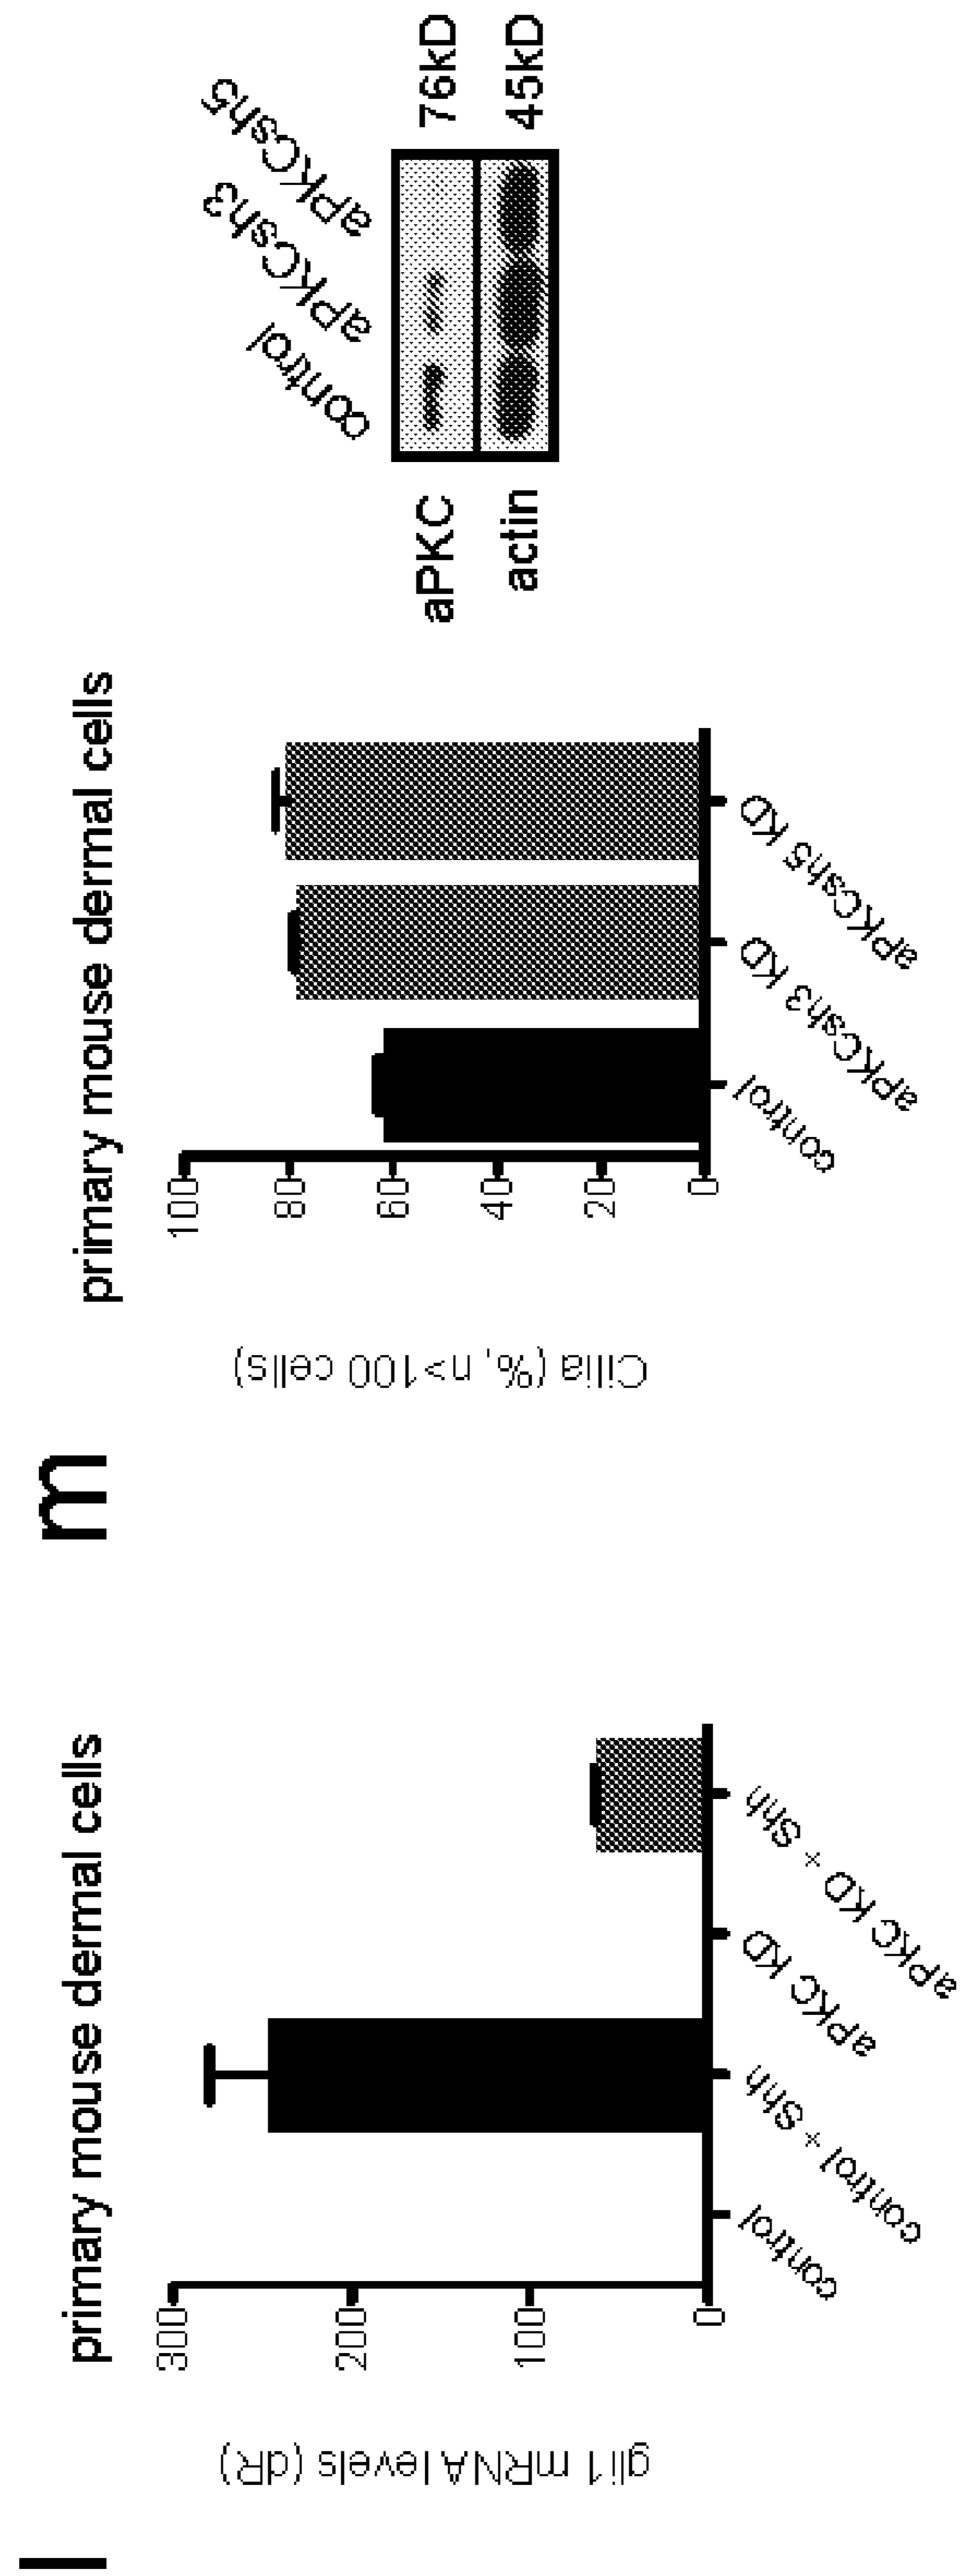 l
primary mouse dermal cells
gli1 mRNA levels (dR)
300
200
100
0
control
control + Shh
aPKC KD
aPKC KD + Shh
m
primary mouse dermal cells
Cilia (%, n>100 cells)
100
80
60
40
20
0
control
aPKCsh3 KD
aPKCsh5 KD
control
aPKCsh3
aPKCsh5
aPKC 76kD
actin 45kD